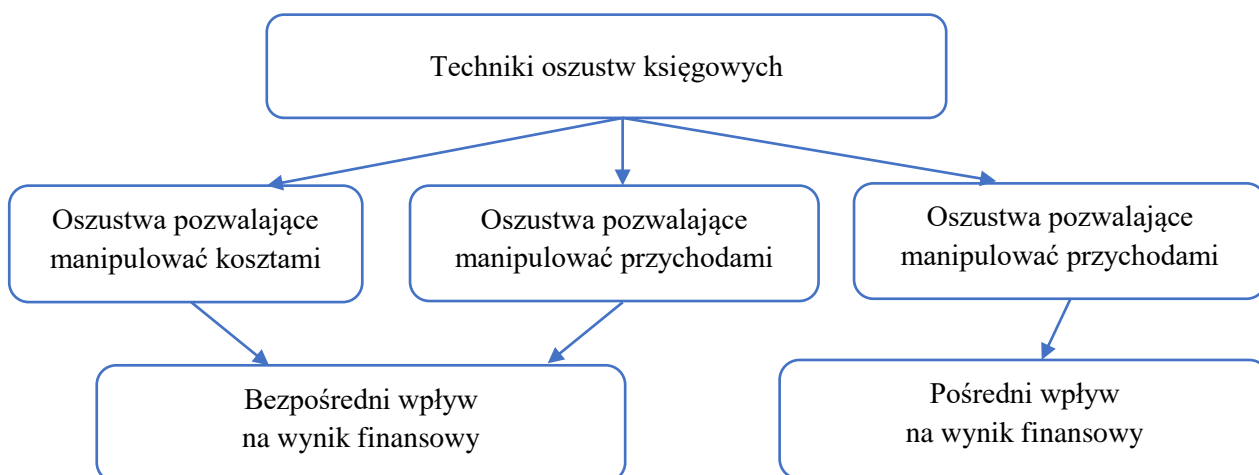 Techniki oszustw księgowych
Oszustwa pozwalające
manipulować kosztami
Oszustwa pozwalające
manipulować przychodami
Oszustwa pozwalające
manipulować przychodami
Bezpośredni wpływ
na wynik finansowy
Pośredni wpływ
na wynik finansowy